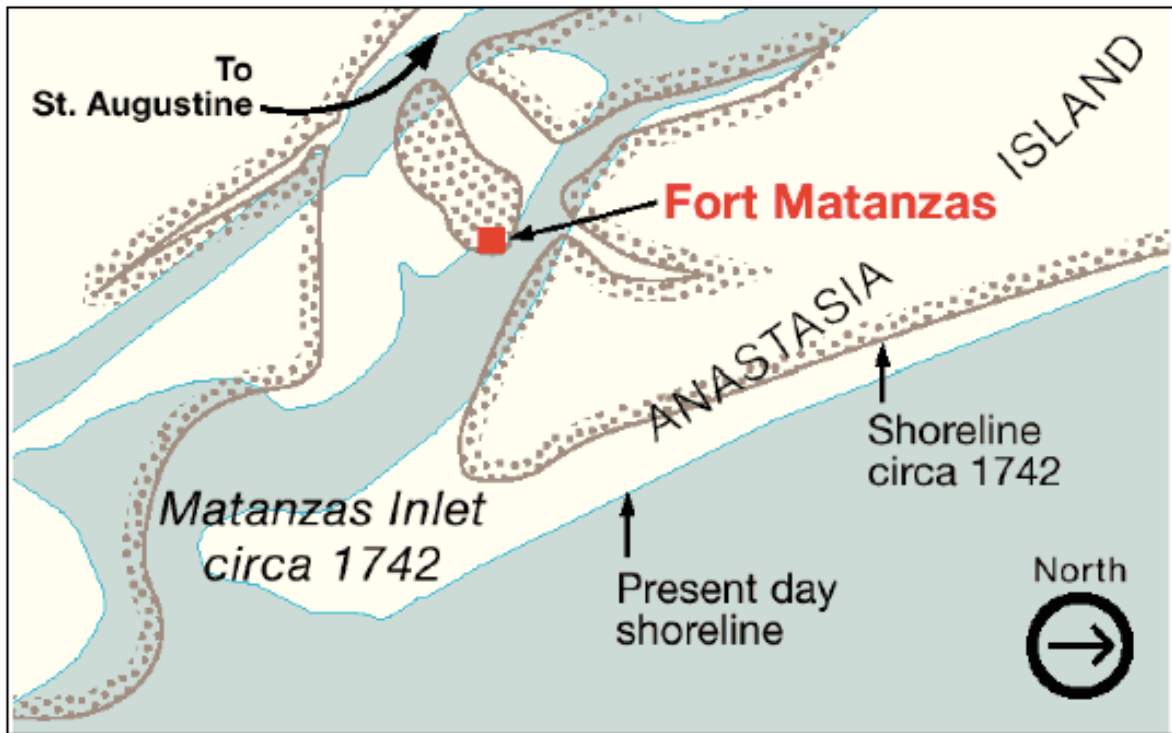 To
St. Augustine
ISLAND
Fort Matanzas
ANASTASIA
Shoreline
circa 1742
Matanzas Inlet
circa 1742
Present day
shoreline
North